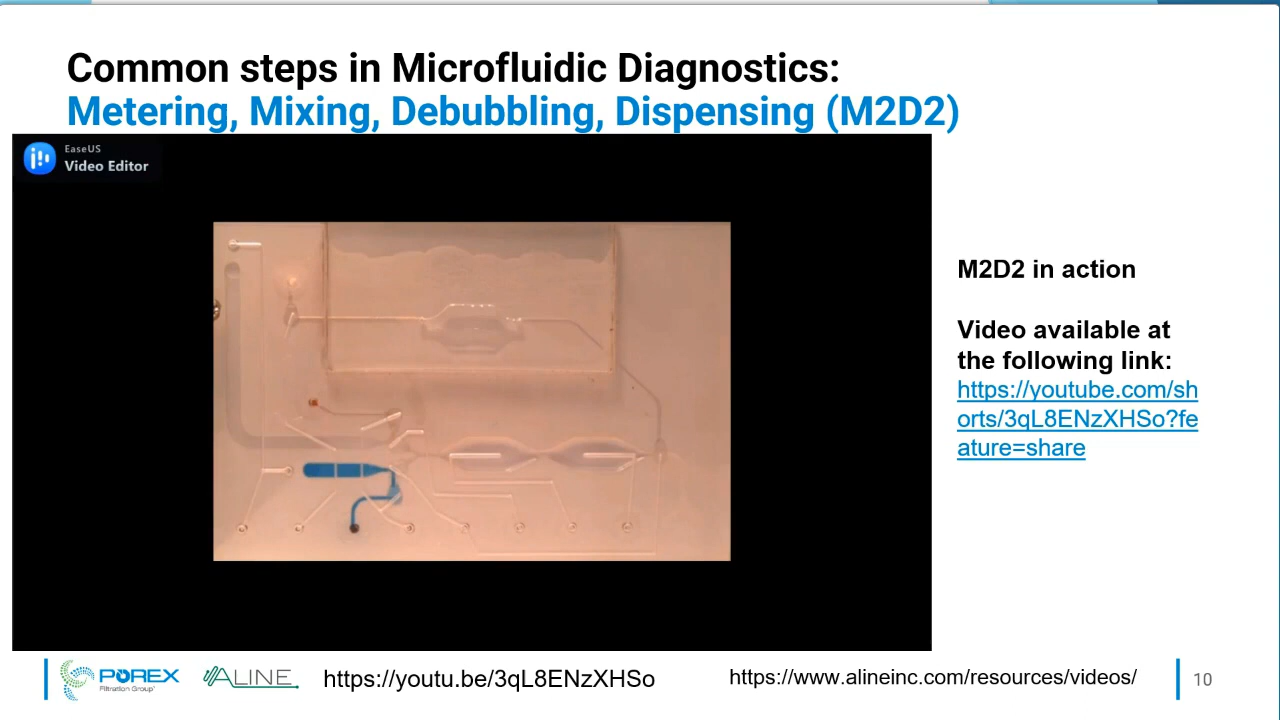 Common steps in Microfluidic Diagnostics:
Metering, Mixing, Debubbling, Dispensing (M2D2)
EaseUS
Video Editor
M2D2 in action
Video available at
the following link:
https://youtube.com/sh
orts/3qL8ENzXHSo?fe
ature=share
POREX
Filtration Group®
ALINE
https://youtu.be/3qL8ENzXHSo
https://www.alineinc.com/resources/videos/
10